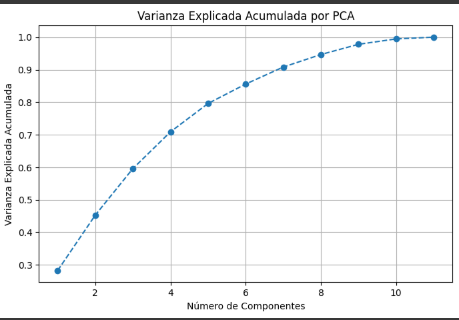 Varianza Explicada Acumulada por PCA
Varianza Explicada Acumulada
1.0
0.9
0.8
0.7
0.6
0.5
0.4
0.3
2 4 6 8 10
Número de Componentes